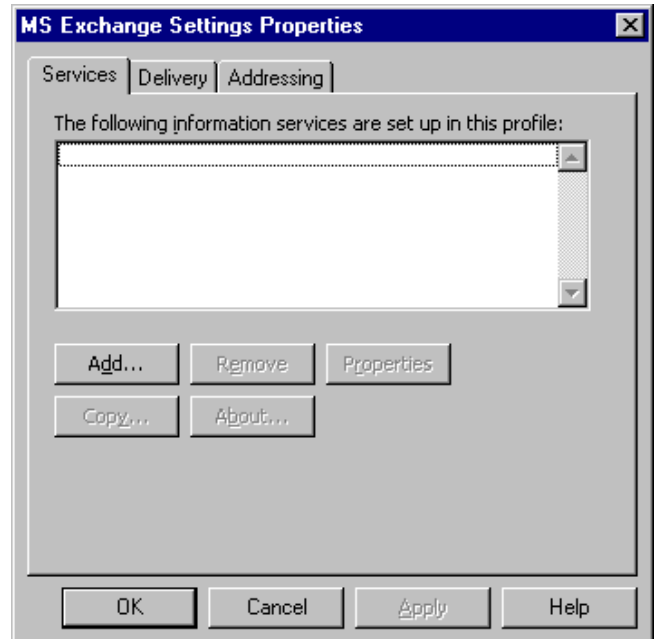 MS Exchange Settings Properties
Services Delivery Addressing
The following information services are set up in this profile:
Add... Remove Properties
Copy... About...
OK Cancel Apply Help